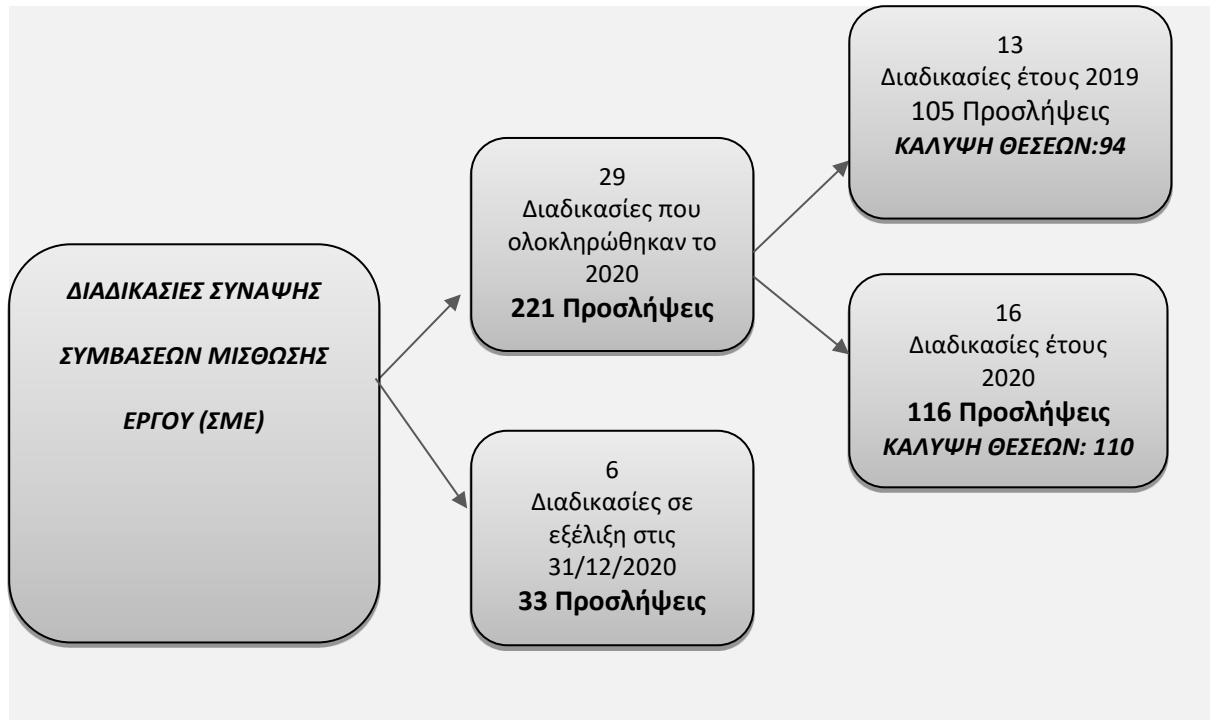 ΔΙΑΔΙΚΑΣΙΕΣ ΣΥΝΑΨΗΣ
ΣΥΜΒΑΣΕΩΝ ΜΙΣΘΩΣΗΣ
ΕΡΓΟΥ (ΣΜΕ)
29
Διαδικασίες που
ολοκληρώθηκαν το
2020
221 Προσλήψεις
6
Διαδικασίες σε
εξέλιξη στις
31/12/2020
33 Προσλήψεις
13
Διαδικασίες έτους 2019
105 Προσλήψεις
ΚΑΛΥΨΗ ΘΕΣΕΩΝ:94
16
Διαδικασίες έτους
2020
116 Προσλήψεις
ΚΑΛΥΨΗ ΘΕΣΕΩΝ: 110